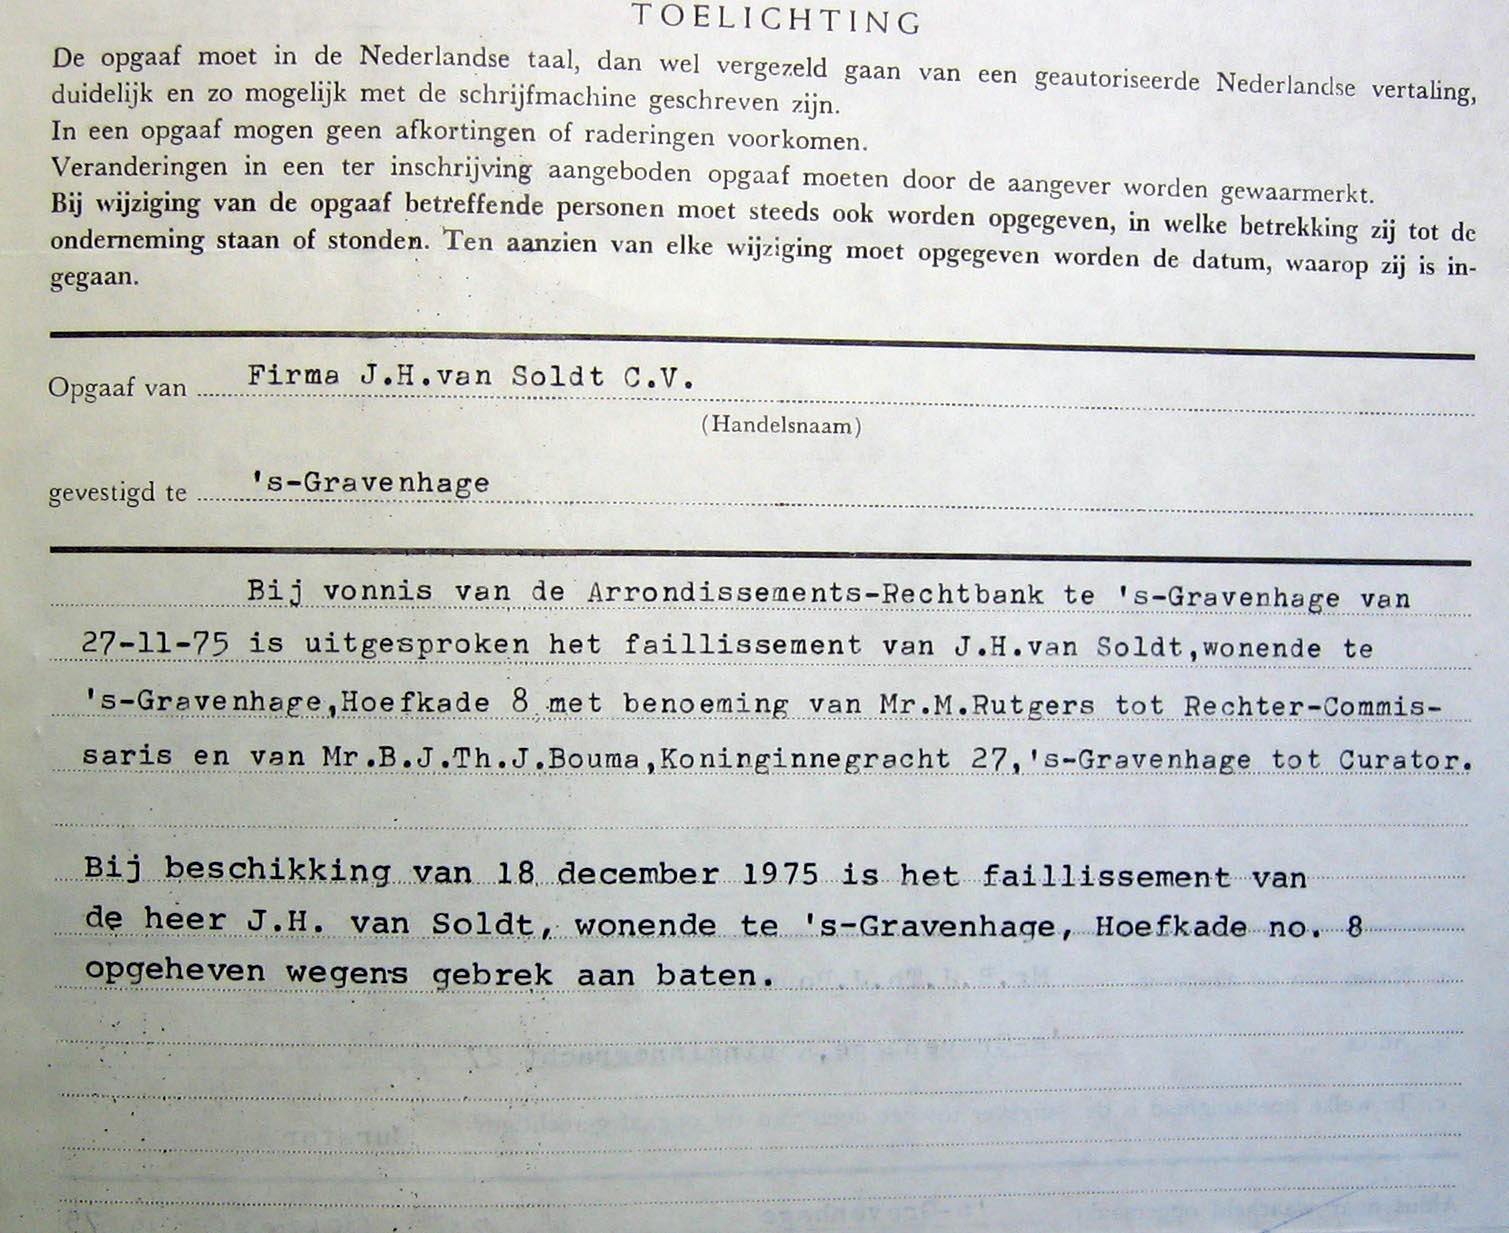 TOELICHTING
De opgaaf moet in de Nederlandse taal, dan wel vergezeld gaan van een geautoriseerde Nederlandse vertaling,
duidelijk en zo mogelijk met de schrijfmachine geschreven zijn.
In een opgaaf mogen geen afkortingen of raderingen voorkomen.
Veranderingen in een ter inschrijving aangeboden opgaaf moeten door de aangever worden gewaarmerkt.
Bij wijziging van de opgaaf betreffende personen moet steeds ook worden opgegeven, in welke betrekking zij tot de
onderneming staan of stonden. Ten aanzien van elke wijziging moet opgegeven worden de datum, waarop zij is in-
gegaan.
Opgaaf van Firma J.H.van Soldt C.V.
(Handelsnaam)
gevestigd te 's-Gravenhage
Bij vonnis van de Arrondissements-Rechtbank te 's-Gravenhage van
27-11-75 is uitgesproken het faillissement van J.H.van Soldt,wonende te
's-Gravenhage,Hoefkade 8 met benoeming van Mr.M.Rutgers tot Rechter-Commis-
saris en van Mr.B.J.Th.J.Bouma,Koninginnegracht 27,'s-Gravenhage tot Curator.
Bij beschikking van 18 december 1975 is het faillissement van
de heer J.H. van Soldt, wonende te 's-Gravenhage, Hoefkade no. 8
opgeheven wegens gebrek aan baten.